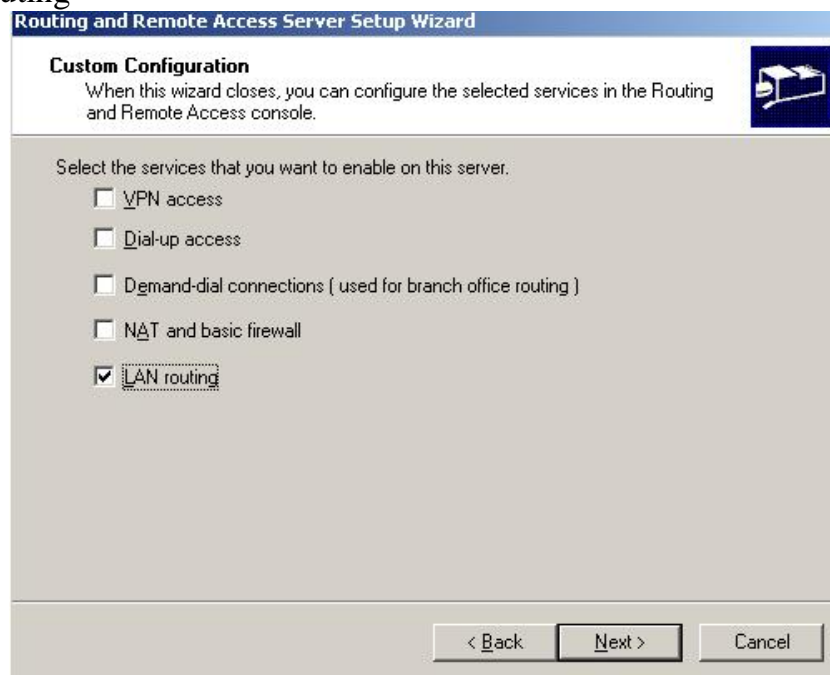 Routing and Remote Access Server Setup Wizard
Custom Configuration
When this wizard closes, you can configure the selected services in the Routing
and Remote Access console.
Select the services that you want to enable on this server.
VPN access
Dial-up access
Demand-dial connections ( used for branch office routing )
NAT and basic firewall
LAN routing
< Back
Next >
Cancel